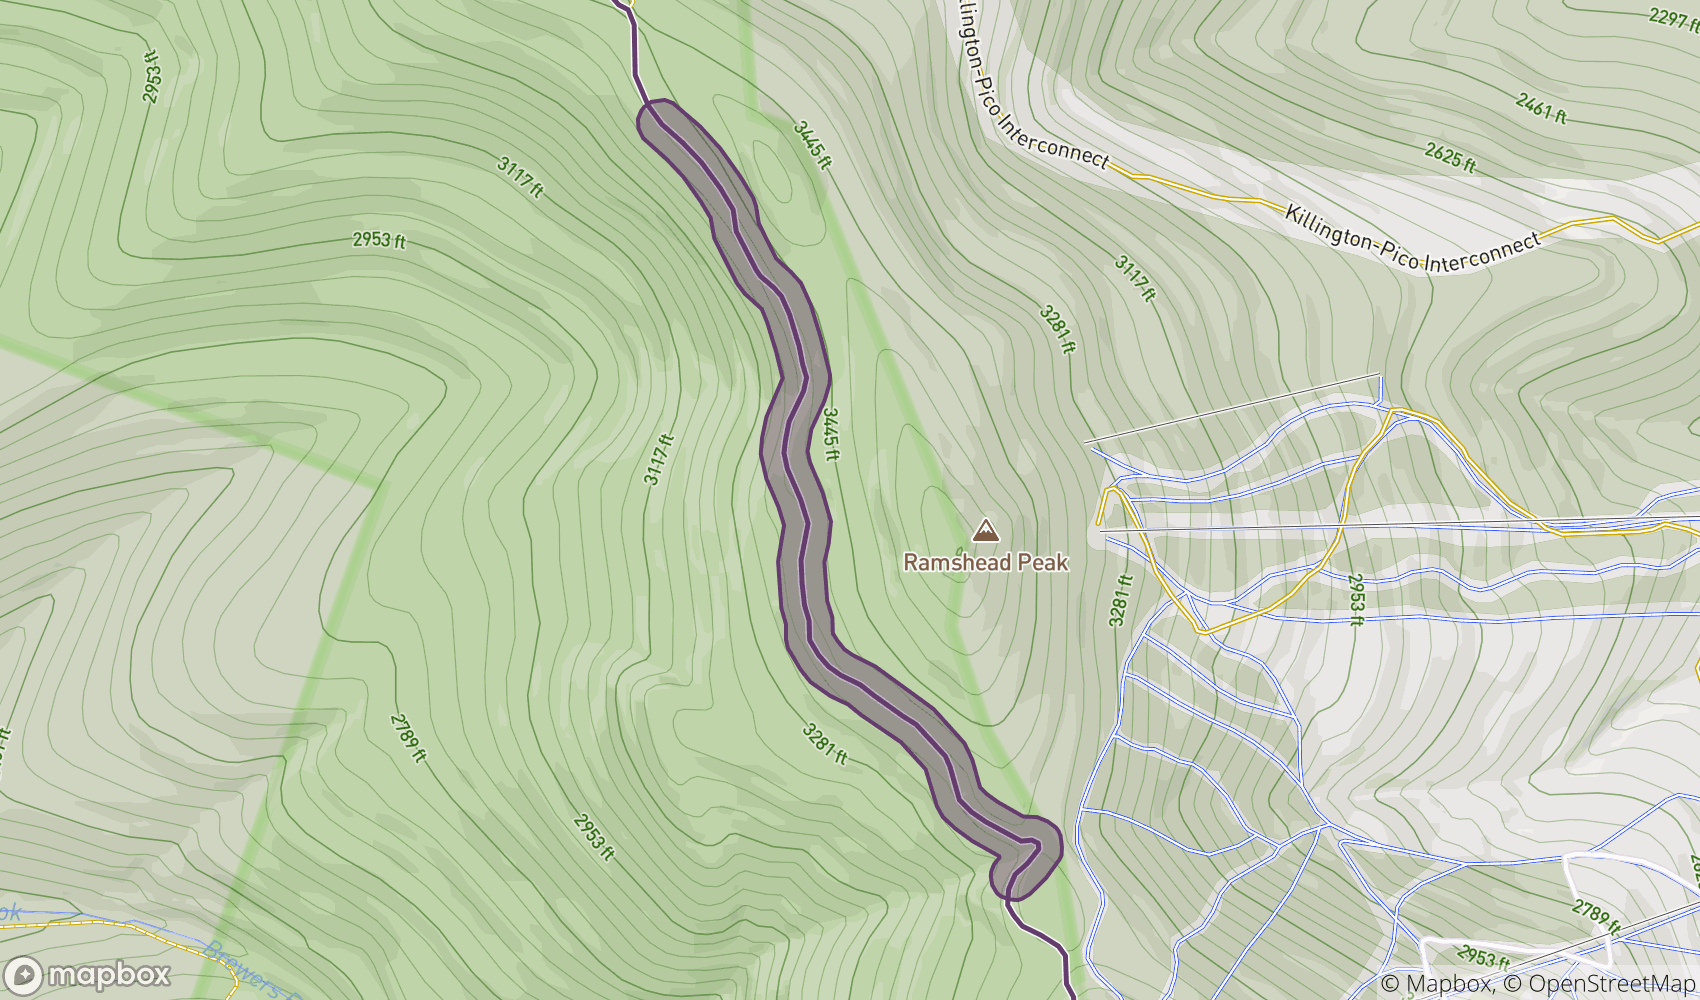 2297 ft
2953 ft
Killington-Pico Interconnect
2461 ft
3445 ft
2625 ft
3117 ft
2953 ft
Killington-Pico Interconnect
3117 ft
3281 ft
3445 ft
3117 ft
Ramshead Peak
3281 ft
2953 ft
2789 ft
3281 ft
2953 ft
2789 ft
Brewers
2953 ft
mapbox
© Mapbox, © OpenStreetMap